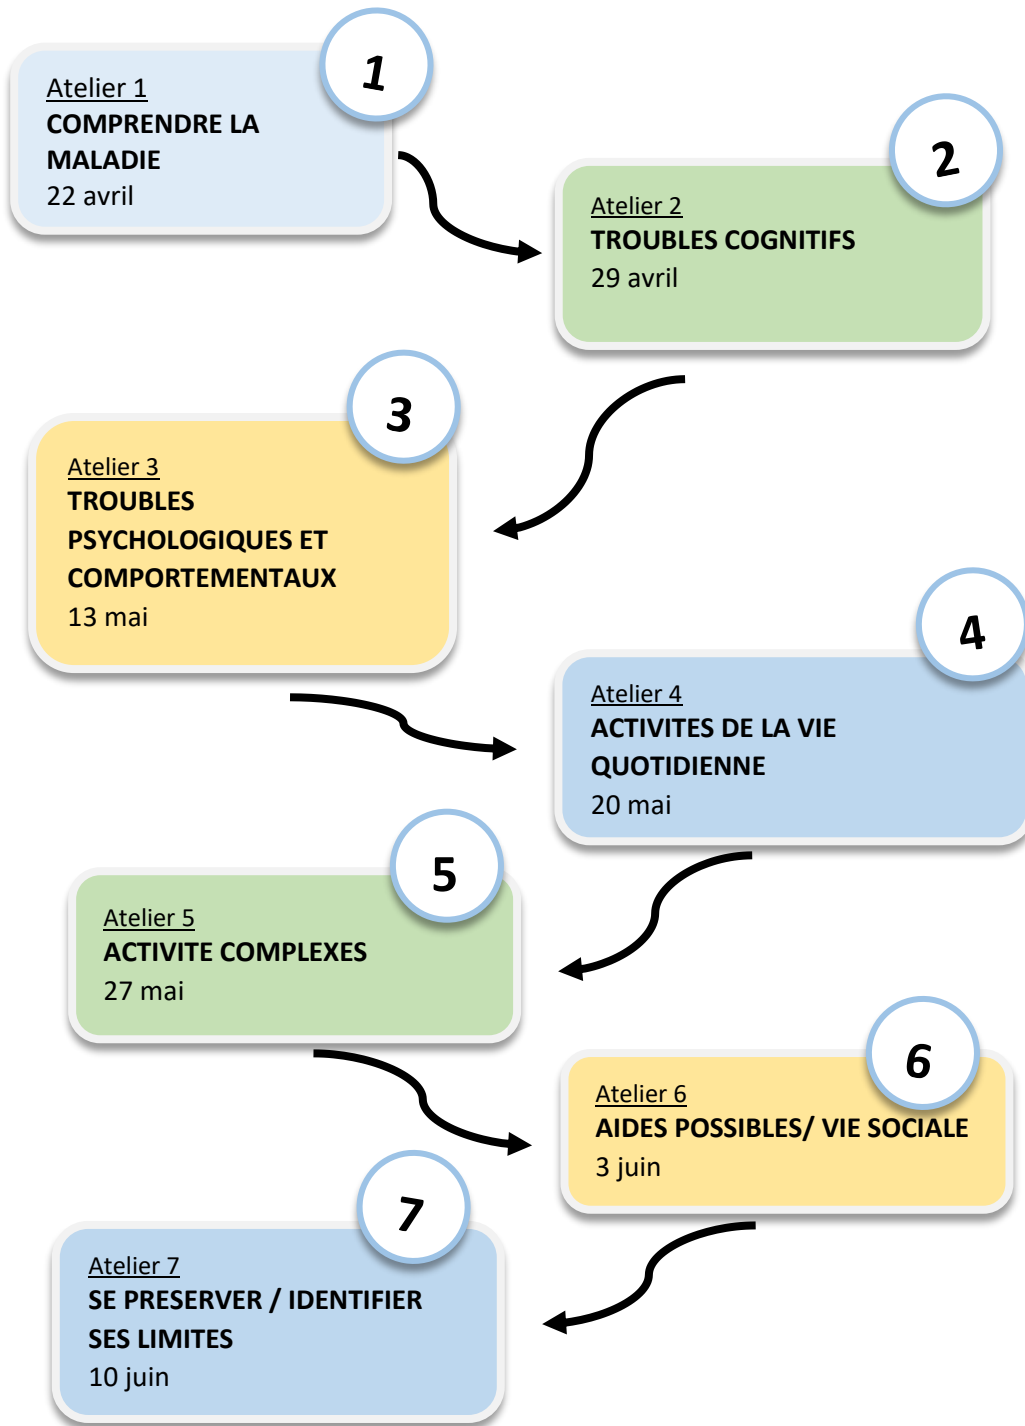 1
Atelier 1
COMPRENDRE LA
MALADIE
22 avril
2
Atelier 2
TROUBLES COGNITIFS
29 avril
3
Atelier 3
TROUBLES
PSYCHOLOGIQUES ET
COMPORTEMENTAUX
13 mai
4
Atelier 4
ACTIVITES DE LA VIE
QUOTIDIENNE
20 mai
5
Atelier 5
ACTIVITE COMPLEXES
27 mai
6
Atelier 6
AIDES POSSIBLES/ VIE SOCIALE
3 juin
7
Atelier 7
SE PRESERVER / IDENTIFIER
SES LIMITES
10 juin